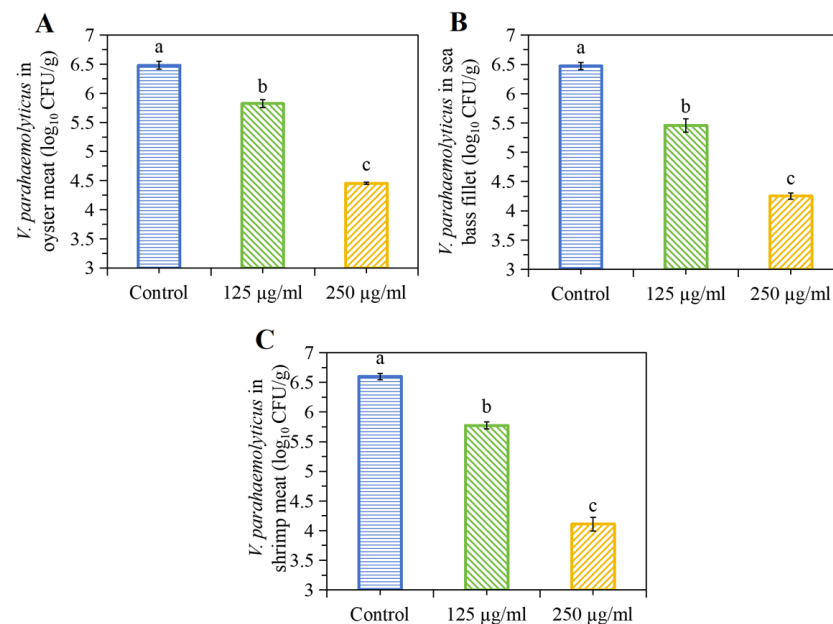 A
V. parahaemolyticus in
oyster meat (log₁₀ CFU/g)
7
6.5
6
5.5
5
4.5
4
3.5
3
a
b
c
Control
125 µg/ml
250 µg/ml
B
V. parahaemolyticus in sea
bass fillet (log₁₀ CFU/g)
7
6.5
6
5.5
5
4.5
4
3.5
3
a
b
c
Control
125 µg/ml
250 µg/ml
C
V. parahaemolyticus in
shrimp meat (log₁₀ CFU/g)
7
6.5
6
5.5
5
4.5
4
3.5
3
a
b
c
Control
125 µg/ml
250 µg/ml